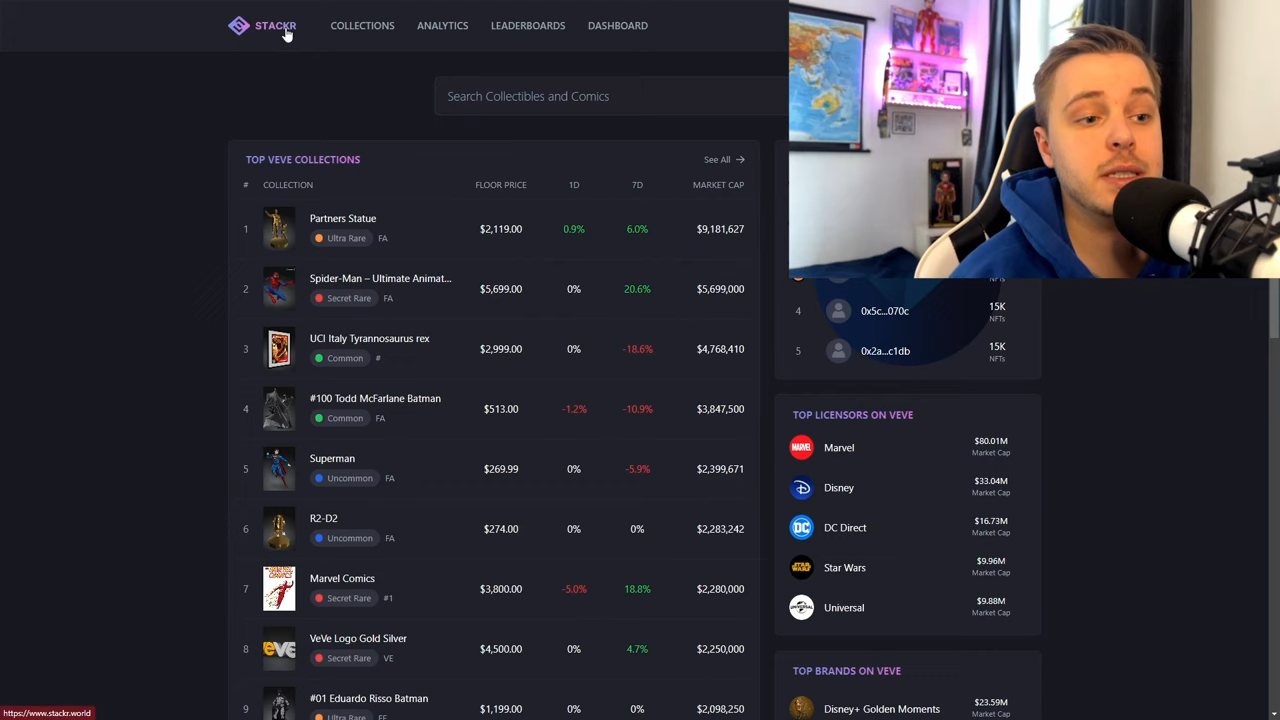 STACKR COLLECTIONS ANALYTICS LEADERBOARDS DASHBOARD
Search Collectibles and Comics
TOP VEVE COLLECTIONS See All →
# COLLECTION FLOOR PRICE 1D 7D MARKET CAP
1 Partners Statue $2,119.00 0.9% 6.0% $9,181,627
Ultra Rare FA
2 Spider-Man – Ultimate Animat... $5,699.00 0% 20.6% $5,699,000
Secret Rare FA
3 UCI Italy Tyrannosaurus rex $2,999.00 0% -18.6% $4,768,410
Common #
4 #100 Todd McFarlane Batman $513.00 -1.2% -10.9% $3,847,500
Common FA
5 Superman $269.99 0% -5.9% $2,399,671
Uncommon FA
6 R2-D2 $274.00 0% 0% $2,283,242
Uncommon FA
7 Marvel Comics $3,800.00 -5.0% 18.8% $2,280,000
Secret Rare #1
8 VeVe Logo Gold Silver $4,500.00 0% 4.7% $2,250,000
Secret Rare VE
9 #01 Eduardo Risso Batman $1,199.00 0% 0% $2,098,250
Ultra Rare FE
NFTs
4 0x5c...070c 15K
NFTs
5 0x2a...c1db 15K
NFTs
TOP LICENSORS ON VEVE
MARVEL Marvel $80.01M
Market Cap
Disney $33.04M
Market Cap
DC DC Direct $16.73M
Market Cap
STAR WARS Star Wars $9.96M
Market Cap
Universal $9.88M
Market Cap
TOP BRANDS ON VEVE
Disney+ Golden Moments $23.59M
https://www.stackr.world